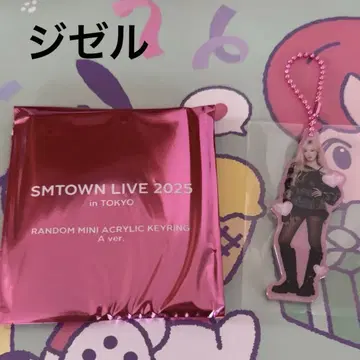 ジゼル
SMTOWN LIVE 2025
in TOKYO
RANDOM MINI ACRYLIC KEYRING
A ver.